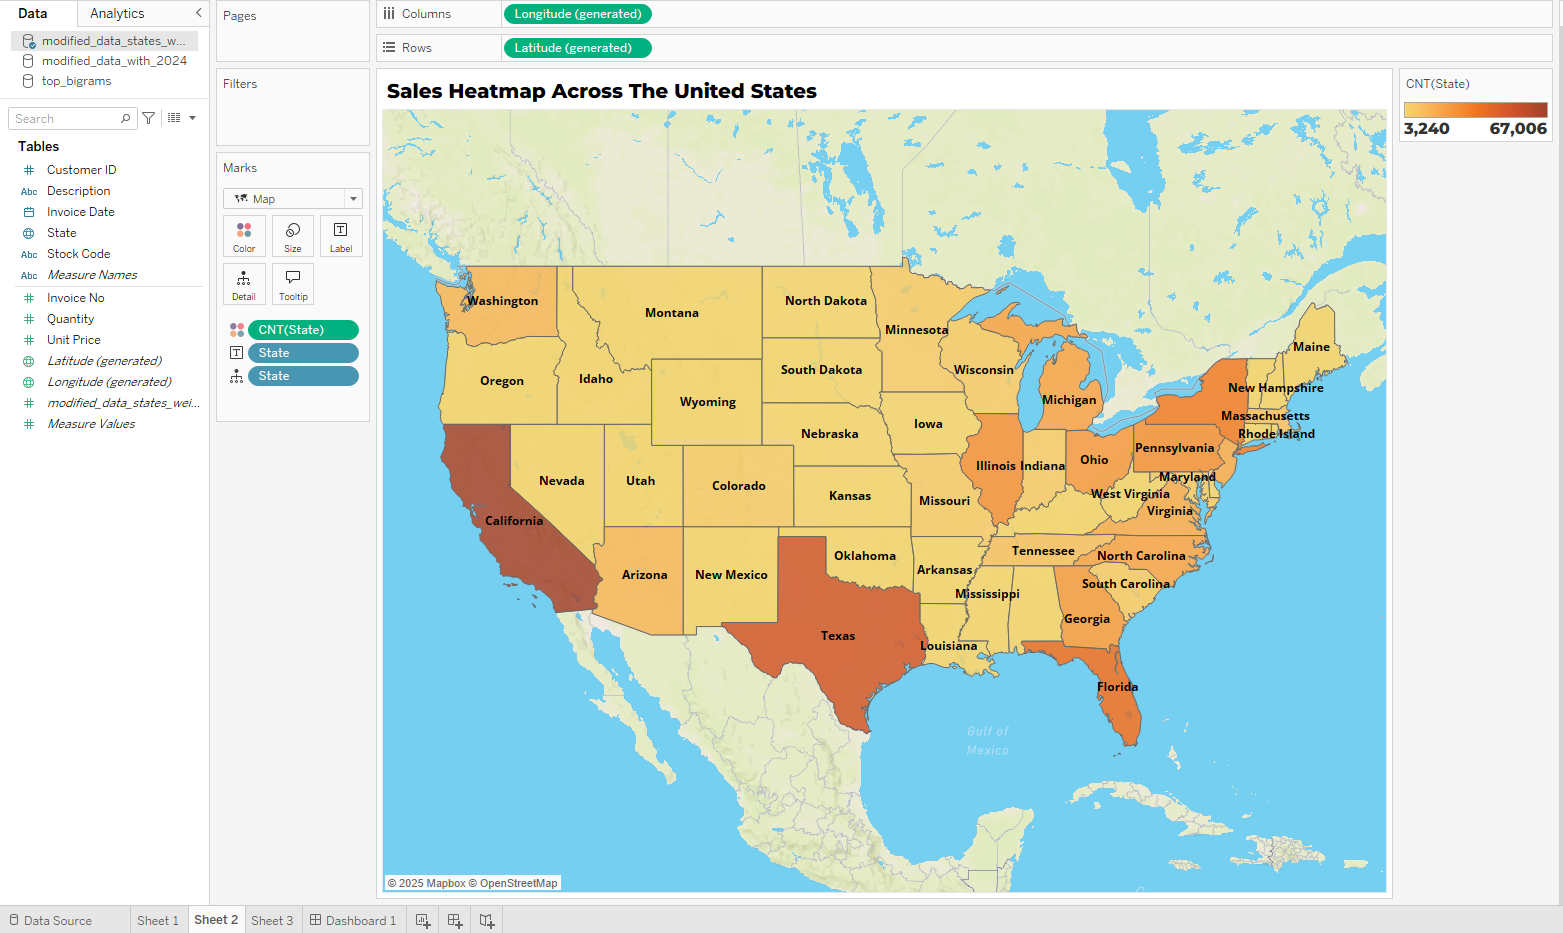 Data
Analytics
modified_data_states_w...
modified_data_with_2024
top_bigrams
Search
Tables
Customer ID
Abc Description
Invoice Date
State
Abc Stock Code
Abc Measure Names
Invoice No
Quantity
Unit Price
Latitude (generated)
Longitude (generated)
modified_data_states_wei...
Measure Values
Pages
Filters
Marks
Map
Color
Size
Label
Detail
Tooltip
CNT(State)
State
State
Columns
Longitude (generated)
Rows
Latitude (generated)
Sales Heatmap Across The United States
Washington
Montana
North Dakota
Minnesota
Maine
Oregon
Idaho
South Dakota
Wisconsin
Wyoming
Michigan
New Hampshire
Massachusetts
Nebraska
Iowa
Rhode Island
Pennsylvania
Nevada
Utah
Colorado
Kansas
Illinois
Indiana
Ohio
Maryland
West Virginia
Missouri
Virginia
California
Oklahoma
Tennessee
North Carolina
Arizona
New Mexico
Arkansas
South Carolina
Mississippi
Georgia
Texas
Louisiana
Florida
Gulf of
Mexico
© 2025 Mapbox © OpenStreetMap
CNT(State)
3,240
67,006
Data Source
Sheet 1
Sheet 2
Sheet 3
Dashboard 1